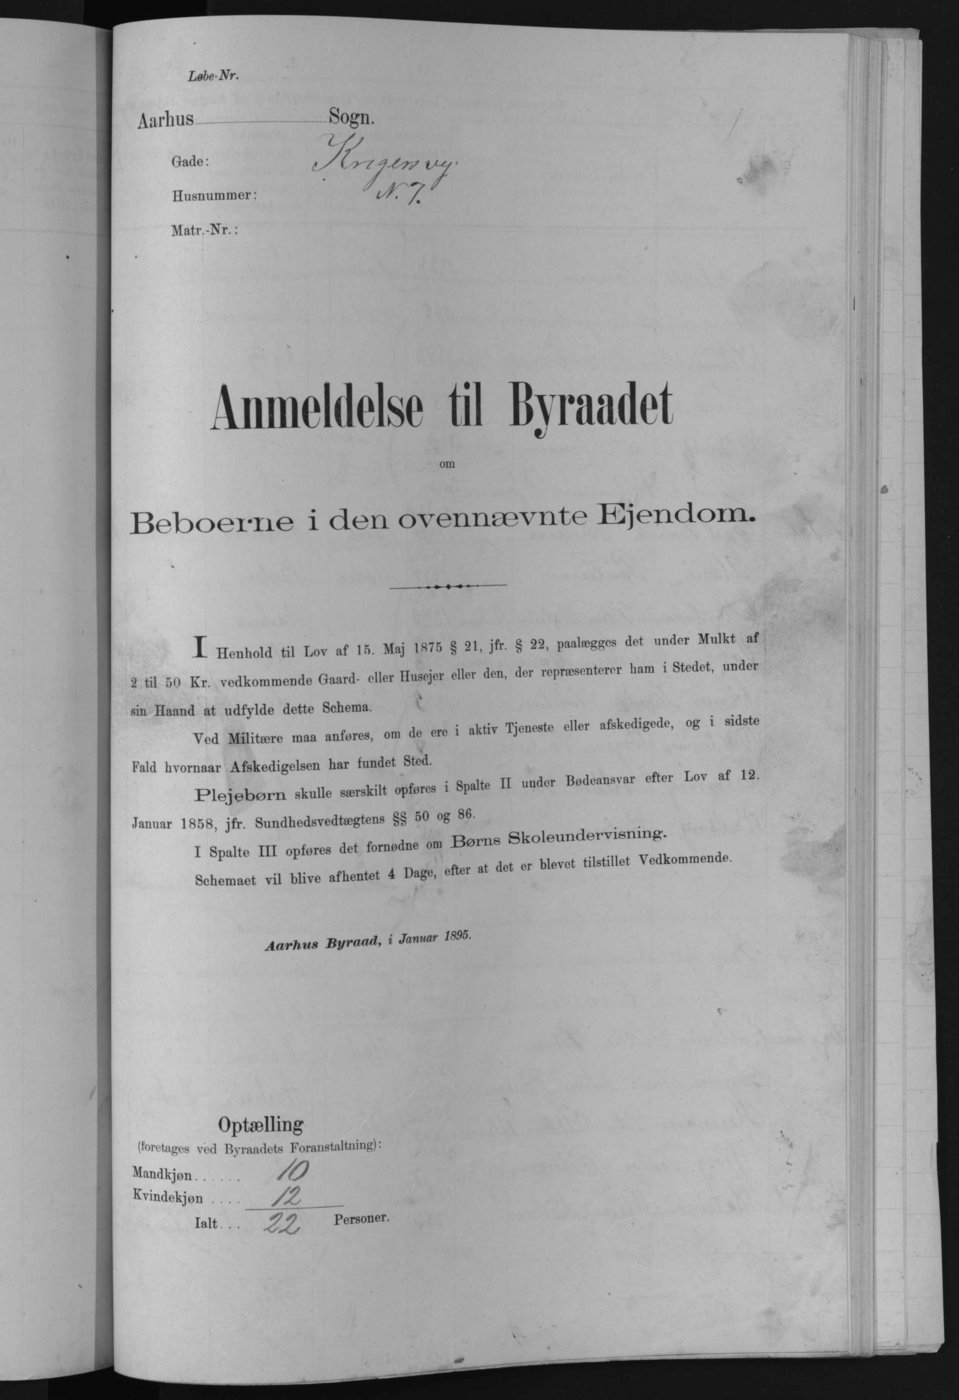 Løbe-Nr.
Aarhus Sogn.
Gade: Krigersvej.
Husnummer: N. 7.
Matr.-Nr.:
Anmeldelse til Byraadet
om
Beboerne i den ovennævnte Ejendom.
I Henhold til Lov af 15. Maj 1875 § 21, jfr. § 22, paalægges det under Mulkt af
2 til 50 Kr. vedkommende Gaard- eller Husejer eller den, der repræsenterer ham i Stedet, under
sin Haand at udfylde dette Schema.
Ved Militære maa anføres, om de ere i aktiv Tjeneste eller afskedigede, og i sidste
Fald hvornaar Afskedigelsen har fundet Sted.
Plejebørn skulle særskilt opføres i Spalte II under Bødeansvar efter Lov af 12.
Januar 1858, jfr. Sundhedsvedtægtens §§ 50 og 86.
I Spalte III opføres det fornødne om Børns Skoleundervisning.
Schemaet vil blive afhentet 4 Dage, efter at det er blevet tilstillet Vedkommende.
Aarhus Byraad, i Januar 1895.
Optælling
(foretages ved Byraadets Foranstaltning):
Mandkjøn...... 10
Kvindekjøn .... 12
Ialt... 22 Personer.